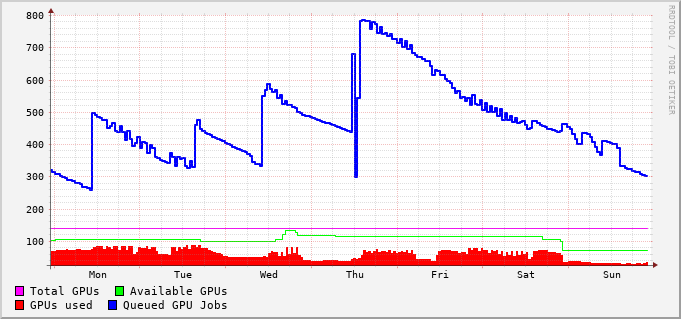 800
700
600
500
400
300
200
100
Mon Tue Wed Thu Fri Sat Sun
Total GPUs Available GPUs
GPUs used Queued GPU Jobs
RRDTOOL / TOBI OETIKER